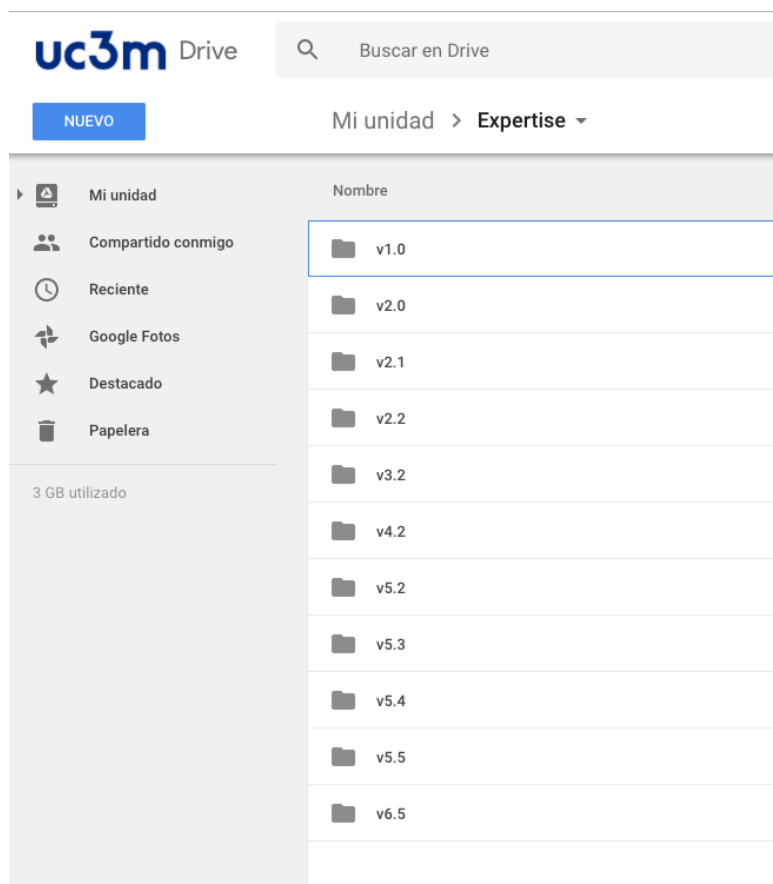 uc3m Drive
Buscar en Drive
NUEVO
Mi unidad > Expertise
Mi unidad
Compartido conmigo
Reciente
Google Fotos
Destacado
Papelera
3 GB utilizado
Nombre
v1.0
v2.0
v2.1
v2.2
v3.2
v4.2
v5.2
v5.3
v5.4
v5.5
v6.5